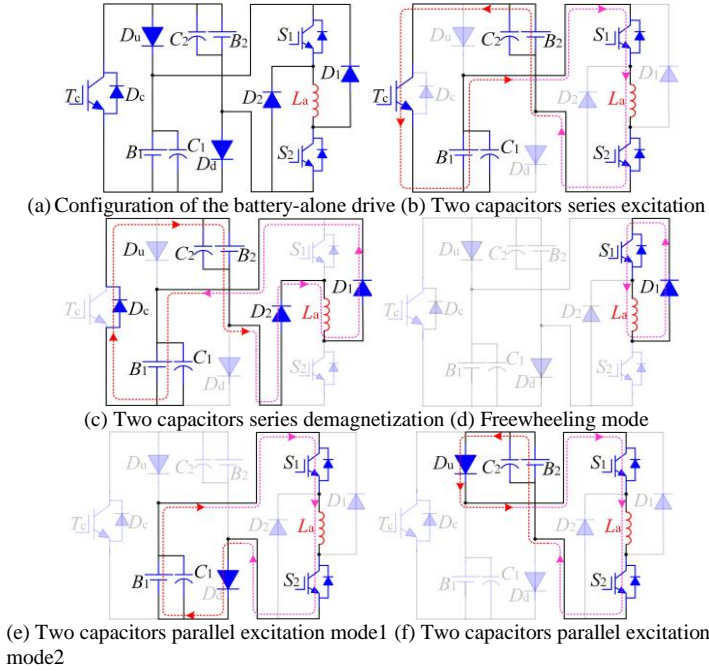 Du C2 B2 S1 D1 D2 La Tc Dc B1 C1 Dd S2
Du C2 B2 S1 D1 D2 La Tc Dc B1 C1 Dd S2
(a) Configuration of the battery-alone drive (b) Two capacitors series excitation
Du C2 B2 S1 D1 D2 La Tc Dc B1 C1 Dd S2
Du C2 B2 S1 D1 D2 La Tc Dc B1 C1 Dd S2
(c) Two capacitors series demagnetization (d) Freewheeling mode
Du C2 B2 S1 D1 D2 La Tc Dc B1 C1 Dd S2
Du C2 B2 S1 D1 D2 La Tc Dc B1 C1 Dd S2
(e) Two capacitors parallel excitation mode1 (f) Two capacitors parallel excitation
mode2